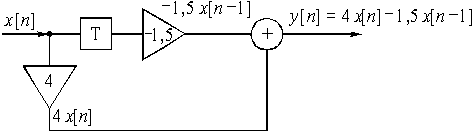 x[n]
T
−1,5
−1,5 x[n−1]
+
y[n] = 4 x[n]−1,5 x[n−1]
4
4 x[n]